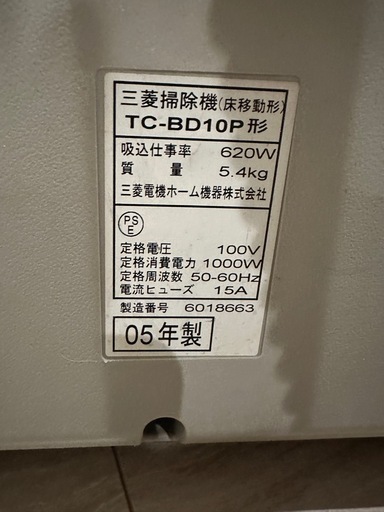 三菱掃除機(床移動形)
TC-BD10P形
吸込仕事率 620W
質量 5.4kg
三菱電機ホーム機器株式会社
PS
E
定格電圧 100V
定格消費電力 1000W
定格周波数 50-60Hz
電流ヒューズ 15A
製造番号 6018663
05年製